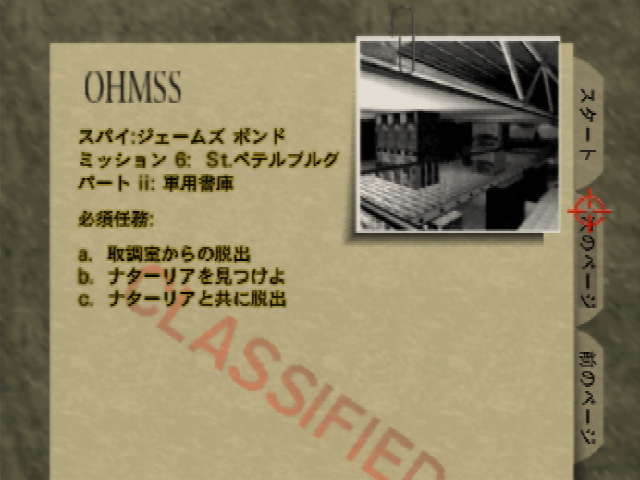 OHMSS
スパイ:ジェームズ ボンド
ミッション 6: St.ペテルブルグ
パート ii: 軍用書庫
必須任務:
a. 取調室からの脱出
b. ナターリアを見つけよ
c. ナターリアと共に脱出
CLASSIFIED
スタート
のページ
前のページ